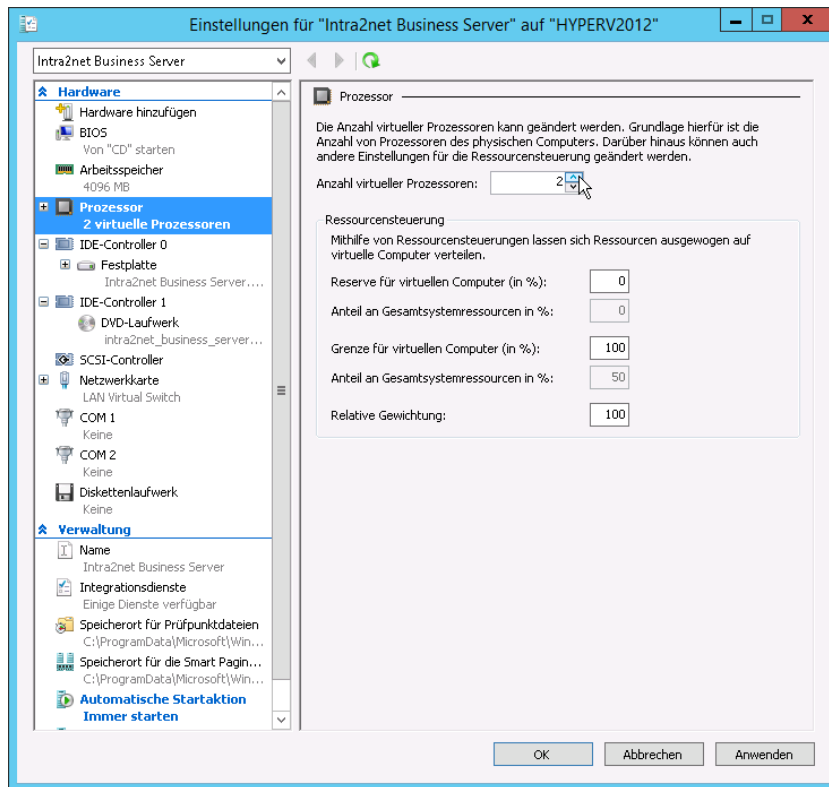 Einstellungen für "Intra2net Business Server" auf "HYPERV2012"
Intra2net Business Server
Hardware
Hardware hinzufügen
BIOS
Von "CD" starten
Arbeitsspeicher
4096 MB
Prozessor
2 virtuelle Prozessoren
IDE-Controller 0
Festplatte
Intra2net Business Server....
IDE-Controller 1
DVD-Laufwerk
intra2net_business_server...
SCSI-Controller
Netzwerkkarte
LAN Virtual Switch
COM 1
Keine
COM 2
Keine
Diskettenlaufwerk
Keine
Verwaltung
Name
Intra2net Business Server
Integrationsdienste
Einige Dienste verfügbar
Speicherort für Prüfpunktdateien
C:\ProgramData\Microsoft\Win...
Speicherort für die Smart Pagin...
C:\ProgramData\Microsoft\Win...
Automatische Startaktion
Immer starten
Prozessor
Die Anzahl virtueller Prozessoren kann geändert werden. Grundlage hierfür ist die
Anzahl von Prozessoren des physischen Computers. Darüber hinaus können auch
andere Einstellungen für die Ressourcensteuerung geändert werden.
Anzahl virtueller Prozessoren: 2
Ressourcensteuerung
Mithilfe von Ressourcensteuerungen lassen sich Ressourcen ausgewogen auf
virtuelle Computer verteilen.
Reserve für virtuellen Computer (in %): 0
Anteil an Gesamtsystemressourcen in %: 0
Grenze für virtuellen Computer (in %): 100
Anteil an Gesamtsystemressourcen in %: 50
Relative Gewichtung: 100
OK Abbrechen Anwenden